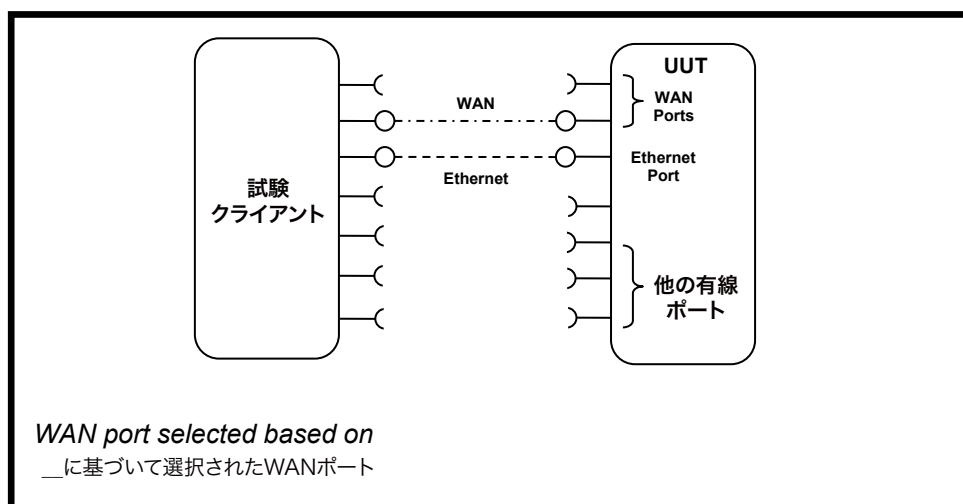 UUT
WAN
Ports
WAN
Ethernet
Port
Ethernet
試験
クライアント
他の有線
ポート
WAN port selected based on
__に基づいて選択されたWANポート